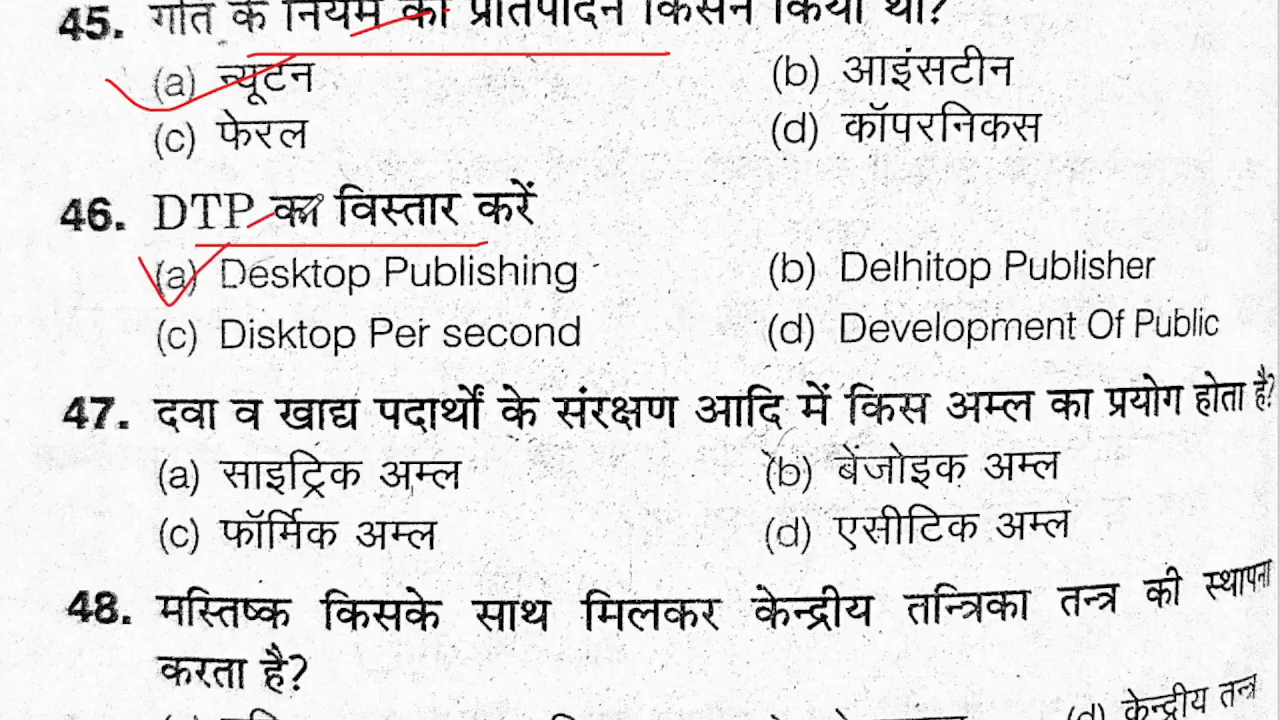 45. गति के नियम का प्रतिपादन किसने किया था?
(a) न्यूटन (b) आइंसटीन
(c) फेरल (d) कॉपरनिकस
46. DTP का विस्तार करें
(a) Desktop Publishing (b) Delhitop Publisher
(c) Disktop Per second (d) Development Of Public
47. दवा व खाद्य पदार्थों के संरक्षण आदि में किस अम्ल का प्रयोग होता है?
(a) साइट्रिक अम्ल (b) बेंजोइक अम्ल
(c) फॉर्मिक अम्ल (d) एसीटिक अम्ल
48. मस्तिष्क किसके साथ मिलकर केन्द्रीय तन्त्रिका तन्त्र की स्थापना
करता है?
(d) केन्द्रीय तन्त्र